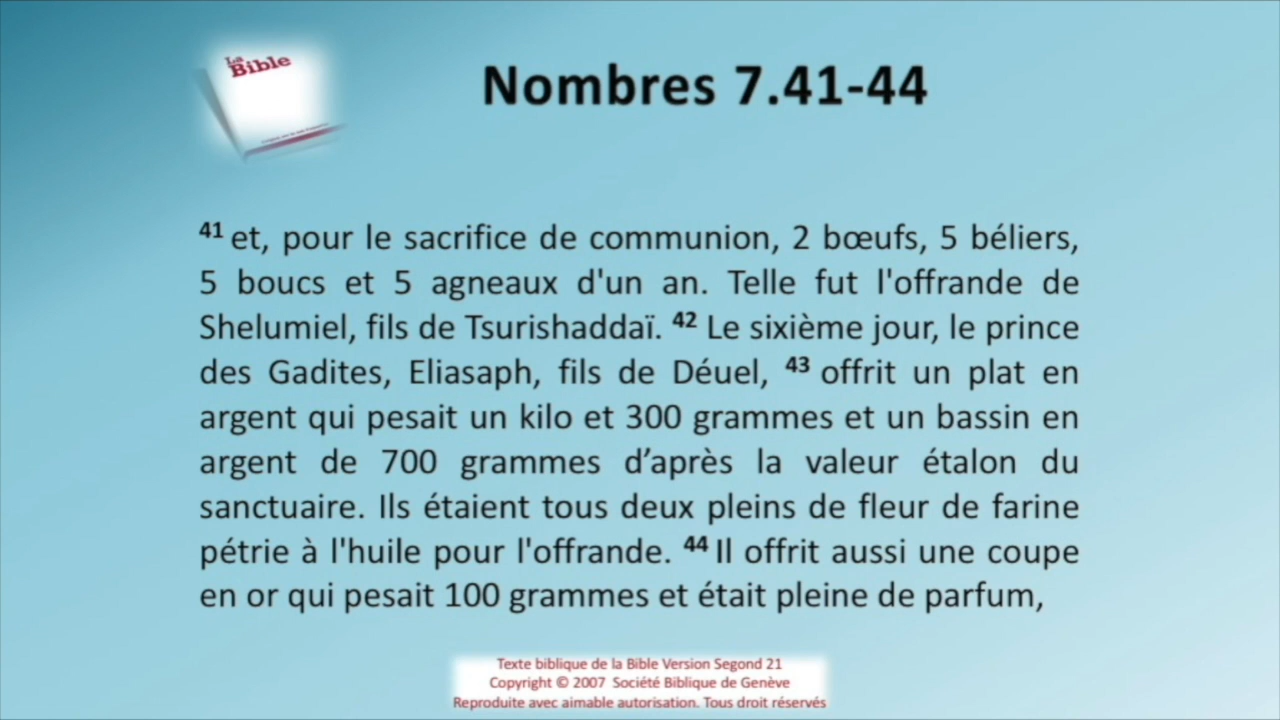 La
Bible
Nombres 7.41-44
41 et, pour le sacrifice de communion, 2 bœufs, 5 béliers,
5 boucs et 5 agneaux d'un an. Telle fut l'offrande de
Shelumiel, fils de Tsurishaddaï. 42 Le sixième jour, le prince
des Gadites, Eliasaph, fils de Déuel, 43 offrit un plat en
argent qui pesait un kilo et 300 grammes et un bassin en
argent de 700 grammes d’après la valeur étalon du
sanctuaire. Ils étaient tous deux pleins de fleur de farine
pétrie à l'huile pour l'offrande. 44 Il offrit aussi une coupe
en or qui pesait 100 grammes et était pleine de parfum,
Texte biblique de la Bible Version Segond 21
Copyright © 2007 Société Biblique de Genève
Reproduite avec aimable autorisation. Tous droit réservés